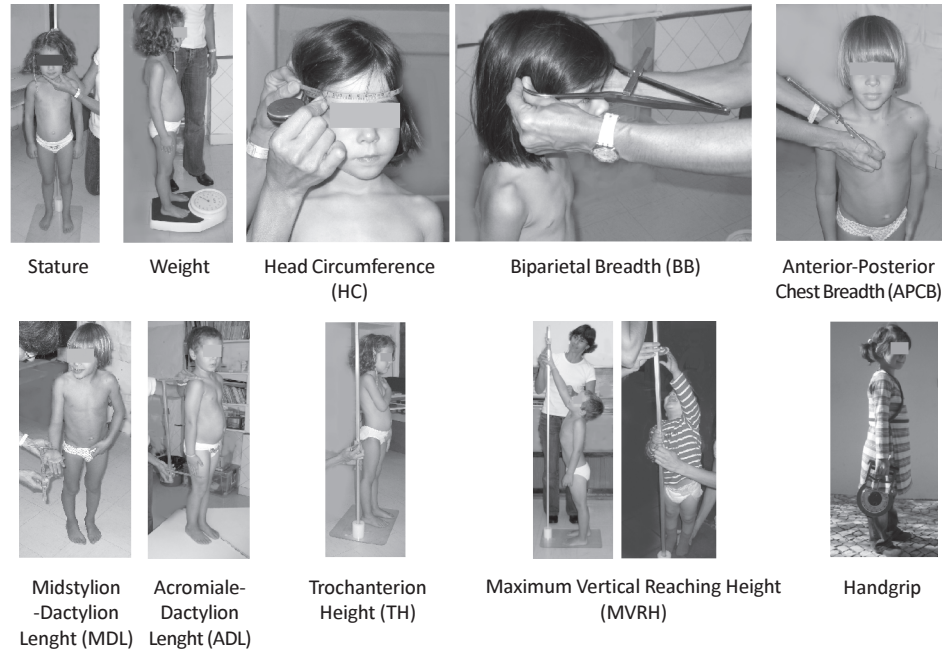 Stature
Weight
Head Circumference
(HC)
Biparietal Breadth (BB)
Anterior-Posterior
Chest Breadth (APCB)
Midstylion
-Dactylion
Lenght (MDL)
Acromiale-
Dactylion
Lenght (ADL)
Trochanterion
Height (TH)
Maximum Vertical Reaching Height
(MVRH)
Handgrip